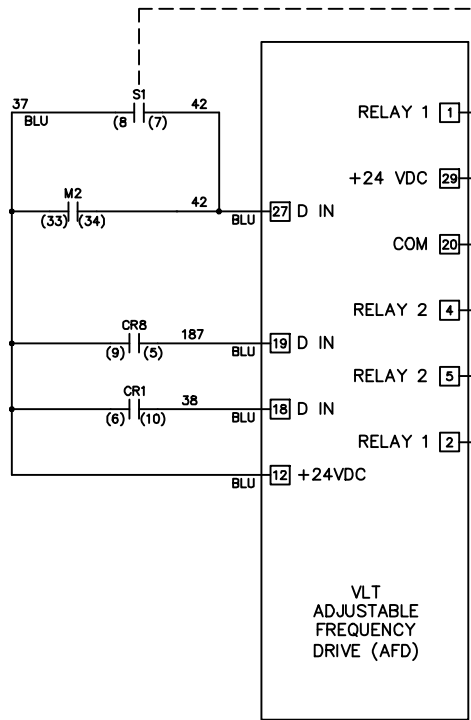 S1
37 42
BLU (8 (7)
RELAY 1 1
+24 VDC 29
M2
42
(33) (34) BLU 27 D IN
COM 20
RELAY 2 4
CR8
187
(9) (5) BLU 19 D IN
RELAY 2 5
CR1
38
(6) (10) BLU 18 D IN
RELAY 1 2
BLU 12 +24VDC
VLT
ADJUSTABLE
FREQUENCY
DRIVE (AFD)